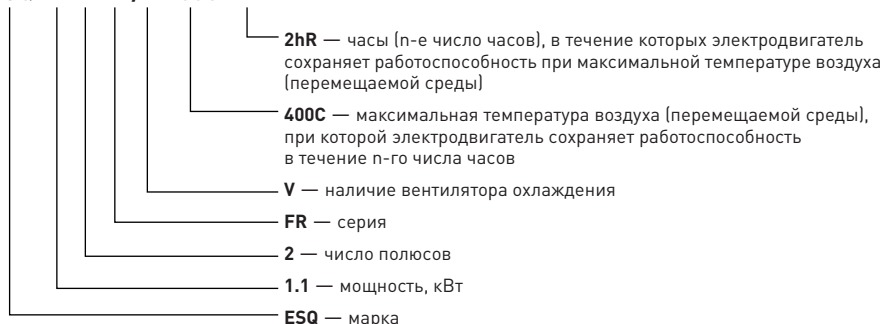 2hR — часы (n-е число часов), в течение которых электродвигатель
сохраняет работоспособность при максимальной температуре воздуха
(перемещаемой среды)
400C — максимальная температура воздуха (перемещаемой среды),
при которой электродвигатель сохраняет работоспособность
в течение n-го числа часов
V — наличие вентилятора охлаждения
FR — серия
2 — число полюсов
1.1 — мощность, кВт
ESQ — марка